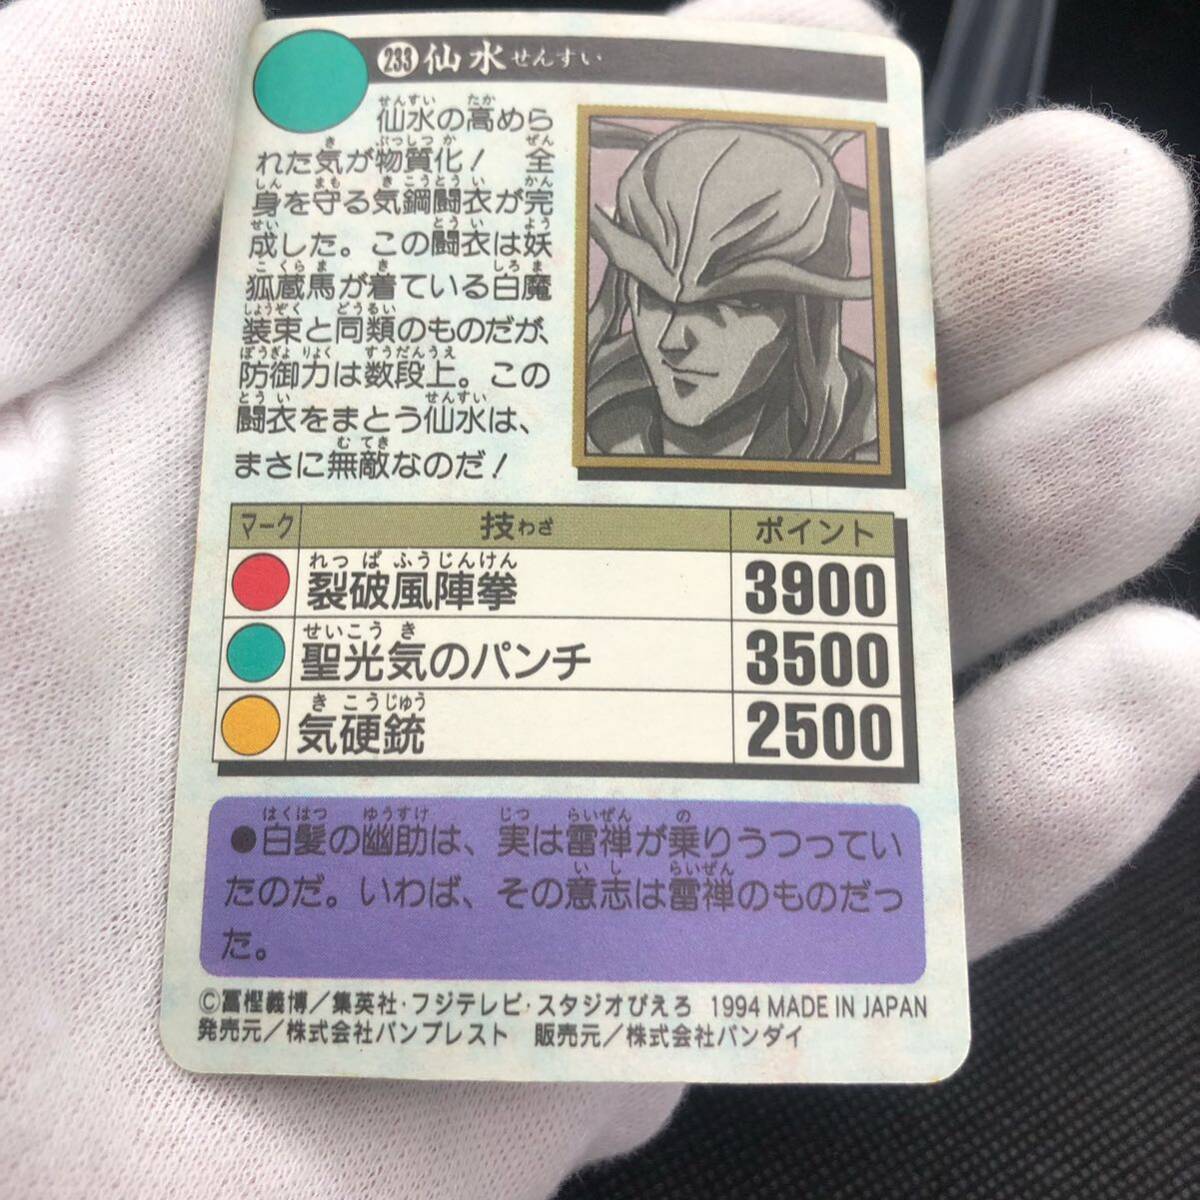 233 仙水 せんすい
せんすい たか
仙水の高めら
き ぶっしつか ぜん
れた気が物質化！ 全
しん まも きこうとうい かん
身を守る気鋼闘衣が完
せい とうい よう
成した。この闘衣は妖
こくらま き しろま
狐蔵馬が着ている白魔
しょうぞく どうるい
装束と同類のものだが、
ぼうぎょりょく すうだんうえ
防御力は数段上。この
とうい せんすい
闘衣をまとう仙水は、
むてき
まさに無敵なのだ！
マーク 技わざ ポイント
れっぱふうじんけん
裂破風陣拳 3900
せいこうき
聖光気のパンチ 3500
きこうじゅう
気硬銃 2500
はくはつ ゆうすけ じつ らいぜん の
●白髪の幽助は、実は雷禅が乗りうつってい
いし らいぜん
たのだ。いわば、その意志は雷禅のものだっ
た。
©冨樫義博／集英社・フジテレビ・スタジオぴえろ 1994 MADE IN JAPAN
発売元／株式会社バンプレスト 販売元／株式会社バンダイ